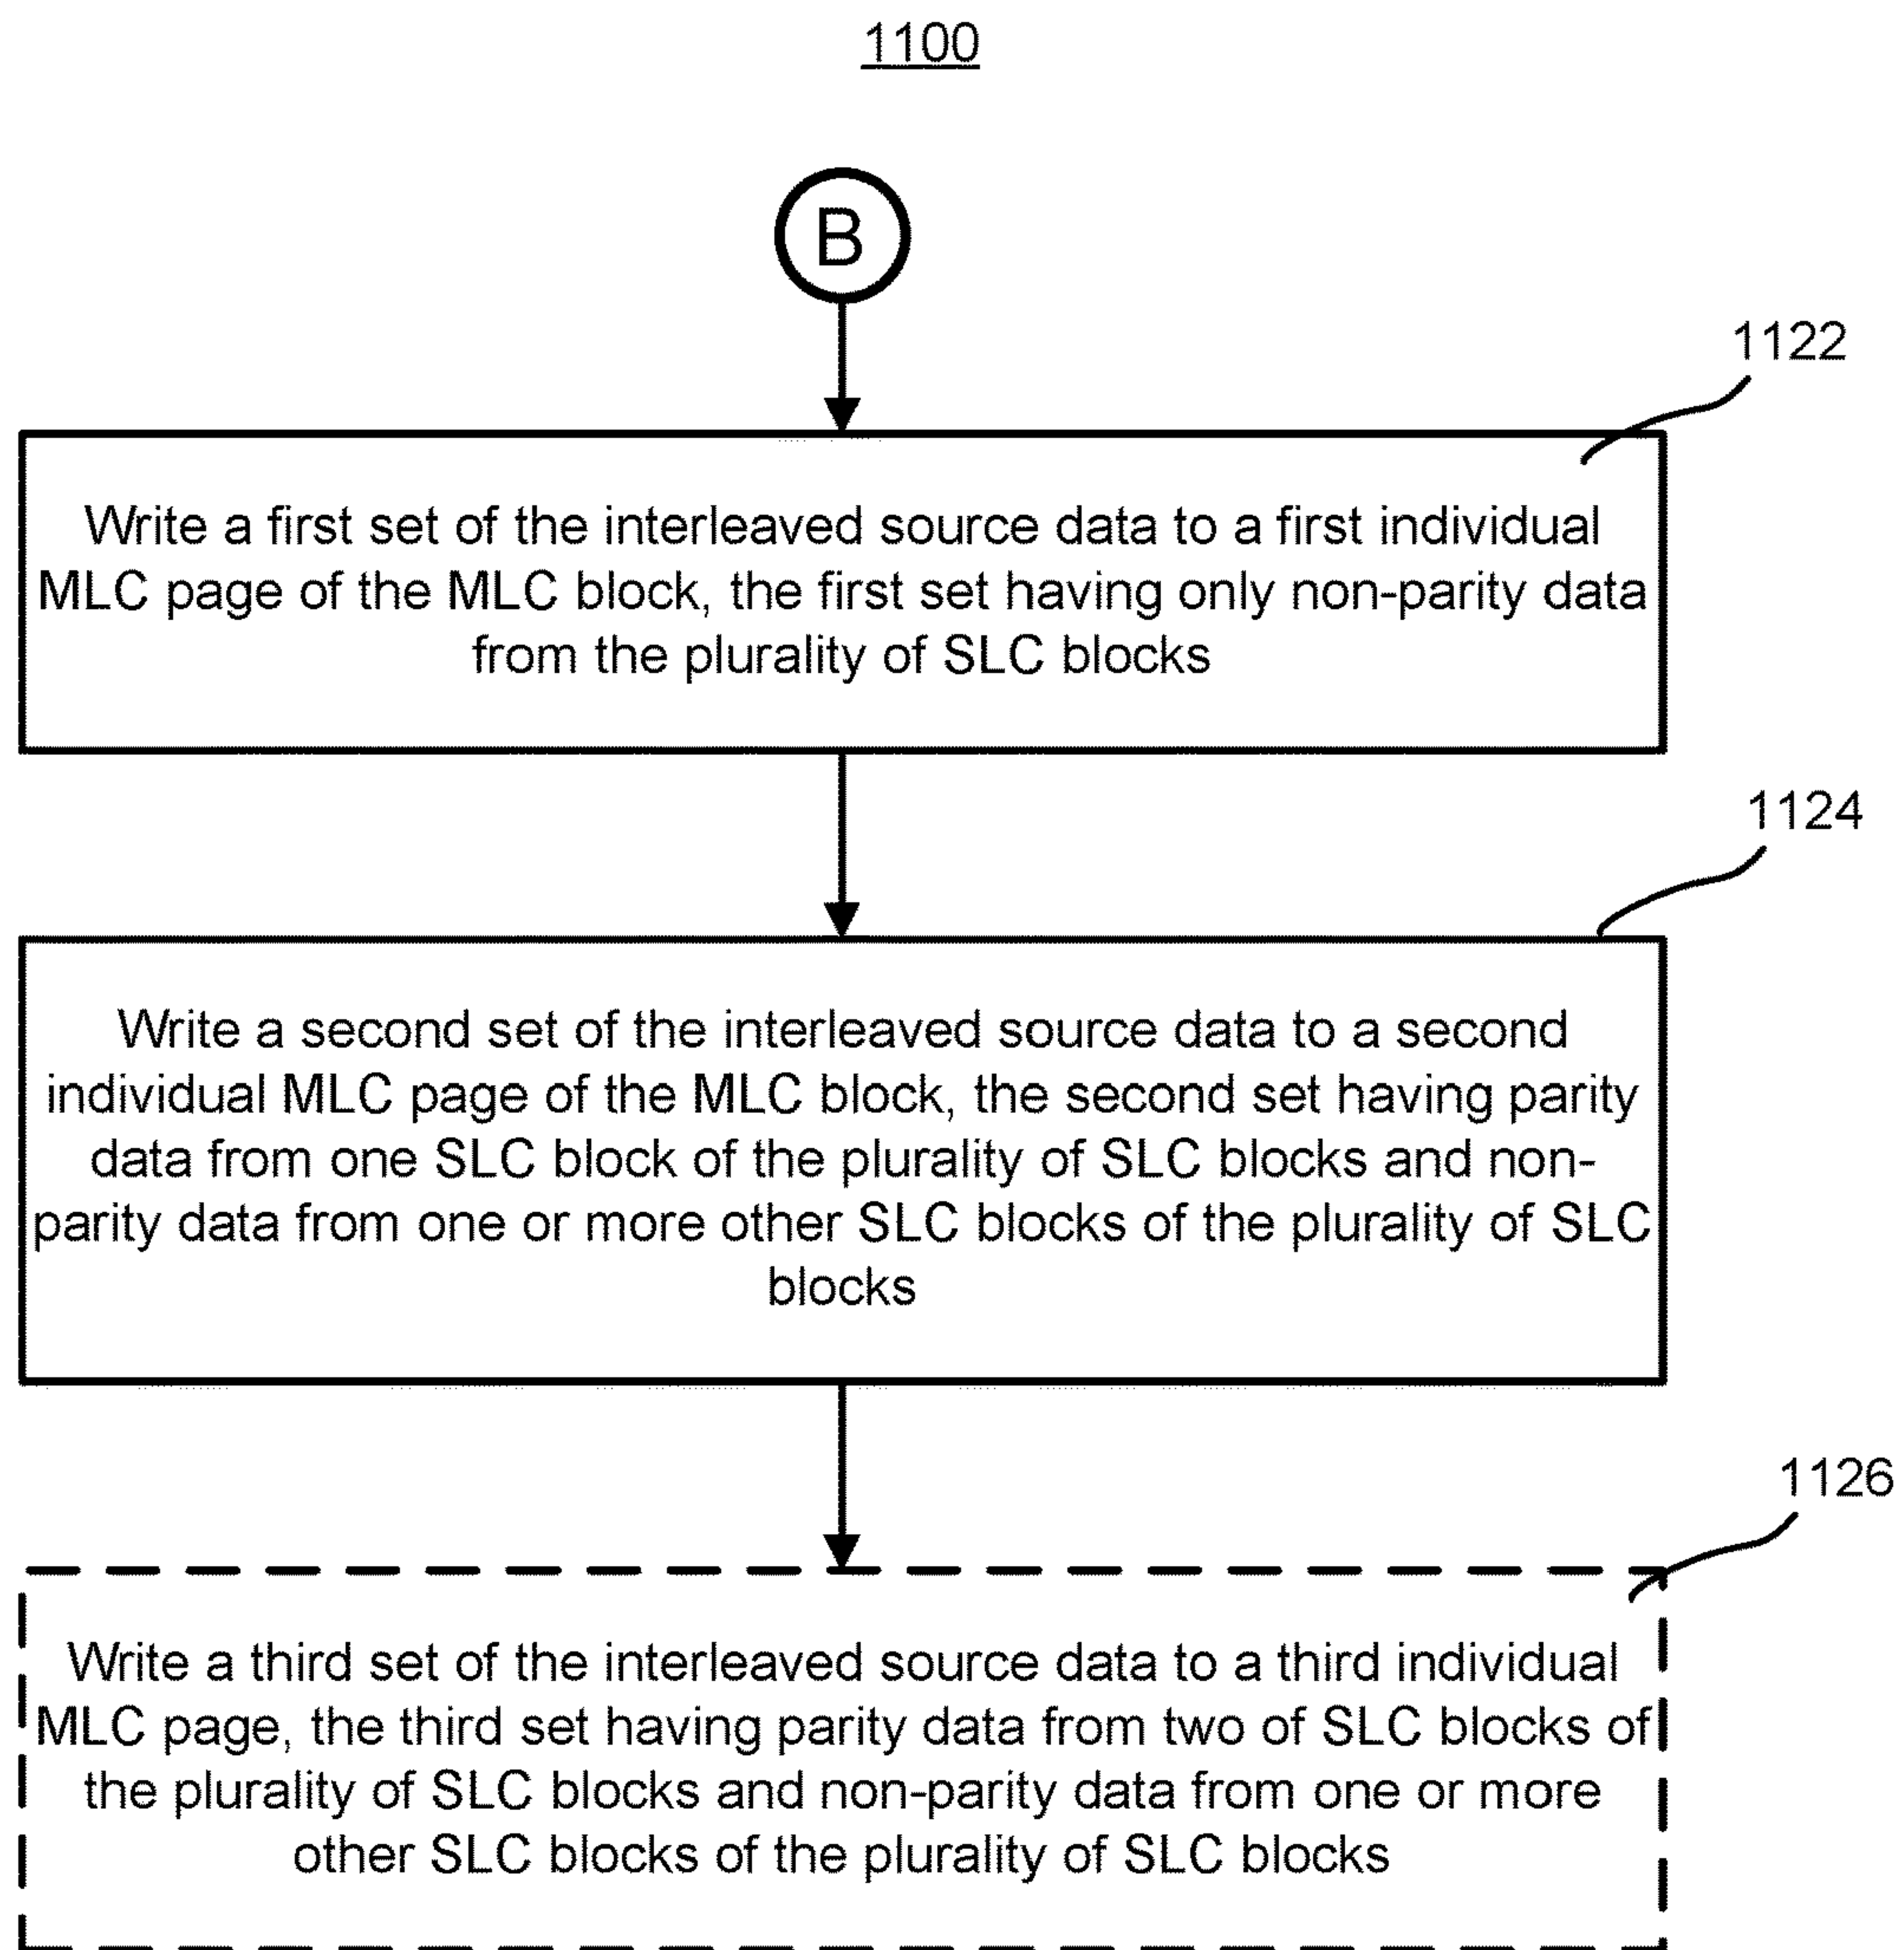 1100
B
1122
Write a first set of the interleaved source data to a first individual
MLC page of the MLC block, the first set having only non-parity data
from the plurality of SLC blocks
1124
Write a second set of the interleaved source data to a second
individual MLC page of the MLC block, the second set having parity
data from one SLC block of the plurality of SLC blocks and non-
parity data from one or more other SLC blocks of the plurality of SLC
blocks
1126
Write a third set of the interleaved source data to a third individual
MLC page, the third set having parity data from two of SLC blocks of
the plurality of SLC blocks and non-parity data from one or more
other SLC blocks of the plurality of SLC blocks